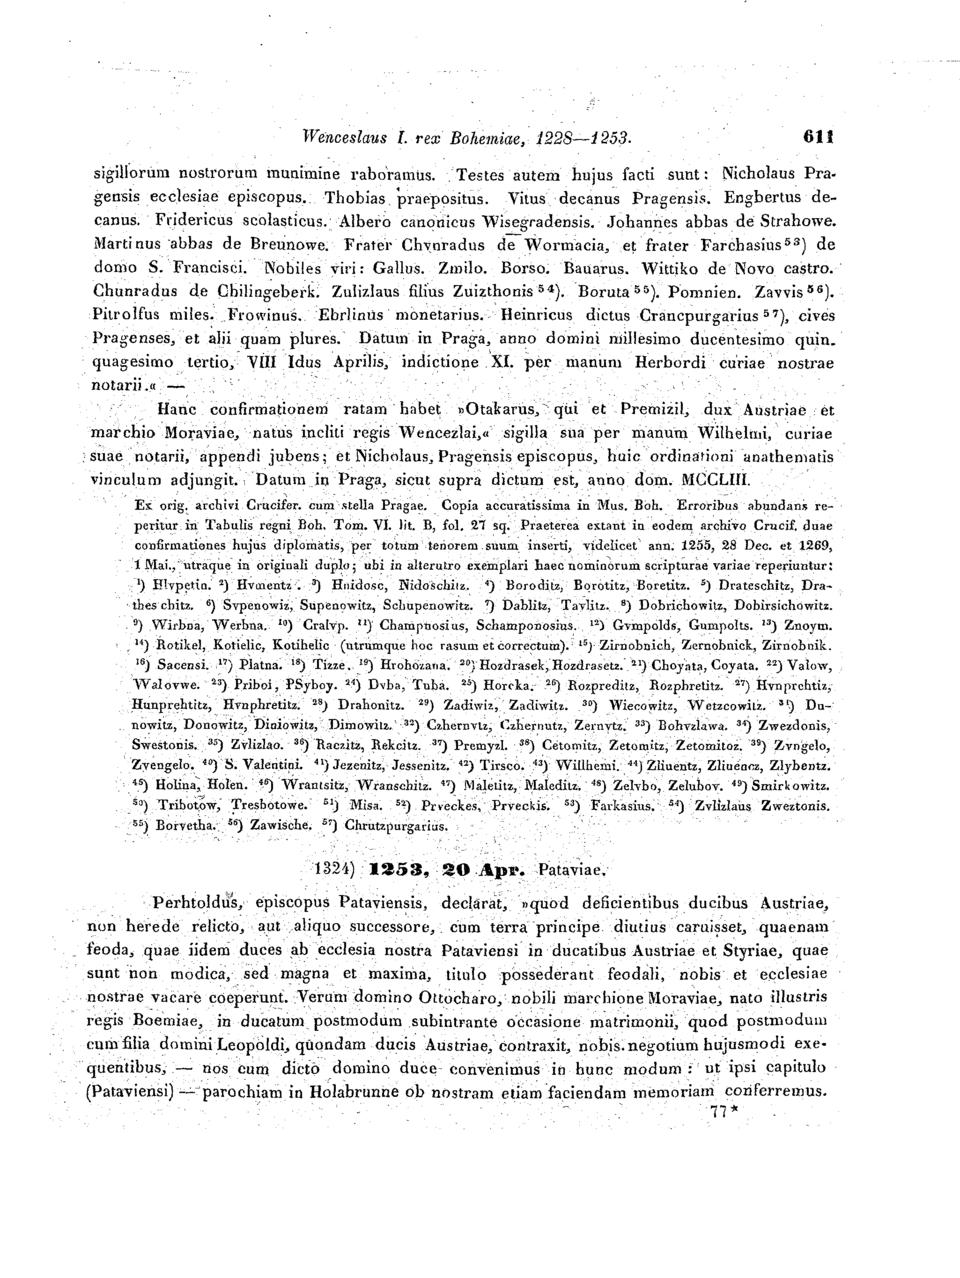 Wenceslaus I. rex Bohemiae, 1228—1253. 611
sigillorum nostrorum munimine raboramus. Testes autem hujus facti sunt: Nicholaus Pra-
gensis ecclesiae episcopus. Thobias praepositus. Vitus decanus Pragensis. Engbertus de-
canus. Fridericus scolasticus. Albero canonicus Wisegradensis. Johannes abbas de Strahowe.
Martinus abbas de Breunowe. Frater Chvnradus de Wormacia, et frater Farchasius⁵³) de
domo S. Francisci. Nobiles viri: Gallus. Zmilo. Borso. Bauarus. Wittiko de Novo castro.
Chunradus de Chilingeberk. Zulizlaus filius Zuizthonis⁵⁴). Boruta⁵⁵). Pomnien. Zavvis⁵⁶).
Pitrolfus miles. Frowinus. Ebrlinus monetarius. Heinricus dictus Crancpurgarius⁵⁷), cives
Pragenses, et alii quam plures. Datum in Praga, anno domini millesimo ducentesimo quin.
quagesimo tertio, VIII Idus Aprilis, indictione XI. per manum Herbordi curiae nostrae
notarii.« —
Hanc confirmationem ratam habet »Otakarus, qui et Premizil, dux Austriae et
marchio Moraviae, natus incliti regis Wencezlai,« sigilla sua per manum Wilhelmi, curiae
suae notarii, appendi jubens; et Nicholaus, Pragensis episcopus, huic ordinationi anathematis
vinculum adjungit. Datum in Praga, sicut supra dictum est, anno dom. MCCLIII.
Ex orig. archivi Crucifer. cum stella Pragae. Copia accuratissima in Mus. Boh. Erroribus abundans re-
peritur in Tabulis regni Boh. Tom. VI. lit. B, fol. 27 sq. Praeterea extant in eodem archivo Crucif. duae
confirmationes hujus diplomatis, per totum tenorem suum inserti, videlicet ann. 1255, 28 Dec. et 1269,
1 Mai., utraque in originali duplo; ubi in alterutro exemplari haec nominorum scripturae variae reperiuntur:
¹) Hlvpetin. ²) Hvmentz. ³) Hnidosc, Nidoschitz. ⁴) Boroditz, Borotitz, Boretitz. ⁵) Drateschitz, Dra-
thes chitz. ⁶) Svpenowiz, Supenowitz, Schupenowitz. ⁷) Dablitz, Tavlitz. ⁸) Dobrichowitz, Dobirsichowitz.
⁹) Wirbna, Werbna. ¹⁰) Cralvp. ¹¹) Champnosius, Schamponosius. ¹²) Gvmpolds, Gumpolts. ¹³) Znoym.
¹⁴) Rotikel, Kotielic, Kotihelic (utrumque hoc rasum et correctum). ¹⁵) Zirnobnich, Zernobnick, Zirnobnik.
¹⁶) Sacensi. ¹⁷) Platna. ¹⁸) Tizze. ¹⁹) Hrohozana. ²⁰) Hozdrasek, Hozdrasetz. ²¹) Choyata, Coyata. ²²) Valow,
Walovwe. ²³) Priboi, PSyboy. ²⁴) Dvba, Tuba. ²⁵) Horcka. ²⁶) Rozpreditz, Rozphretitz. ²⁷) Hvnprchtiz,
Hunprehtitz, Hvnphretitz. ²⁸) Drahonitz. ²⁹) Zadiwiz, Zadiwitz. ³⁰) Wiecowitz, Wetzcowitz. ³¹) Du-
nowitz, Donowitz, Diniowitz, Dimowitz. ³²) Czhernvtz, Czhernutz, Zernvtz. ³³) Bohvzlawa. ³⁴) Zwezdonis,
Swestonis. ³⁵) Zvlizlao. ³⁶) Raczitz, Rekcitz. ³⁷) Premyzl. ³⁸) Cetomitz, Zetomitz, Zetomitoz. ³⁹) Zvngelo,
Zvengelo. ⁴⁰) S. Valentini. ⁴¹) Jezenitz, Jessenitz. ⁴²) Tirsco. ⁴³) Willhemi. ⁴⁴) Zliuentz, Zliuencz, Zlybentz.
⁴⁵) Holina, Holen. ⁴⁶) Wrantsitz, Wranschitz. ⁴⁷) Maletitz, Maleditz. ⁴⁸) Zelvbo, Zelubov. ⁴⁹) Smirkowitz.
⁵⁰) Tribotow, Tresbotowe. ⁵¹) Misa. ⁵²) Prveckes, Prveckis. ⁵³) Farkasius. ⁵⁴) Zvlizlaus Zweztonis.
⁵⁵) Borvetha. ⁵⁶) Zawische. ⁵⁷) Chrutzpurgarius.
1324) 1253, 20 Apr. Pataviae.
Perhtoldus, episcopus Pataviensis, declarat, »quod deficientibus ducibus Austriae,
non herede relicto, aut aliquo successore, cum terra principe diutius caruisset, quaenam
feoda, quae iidem duces ab ecclesia nostra Pataviensi in ducatibus Austriae et Styriae, quae
sunt non modica, sed magna et maxima, titulo possederant feodali, nobis et ecclesiae
nostrae vacare coeperunt. Verum domino Ottocharo, nobili marchione Moraviae, nato illustris
regis Boemiae, in ducatum postmodum subintrante occasione matrimonii, quod postmodum
cum filia domini Leopoldi, quondam ducis Austriae, contraxit, nobis negotium hujusmodi exe-
quentibus, — nos cum dicto domino duce convenimus in hunc modum: ut ipsi capitulo
(Pataviensi) — parochiam in Holabrunne ob nostram etiam faciendam memoriam conferremus.
77*